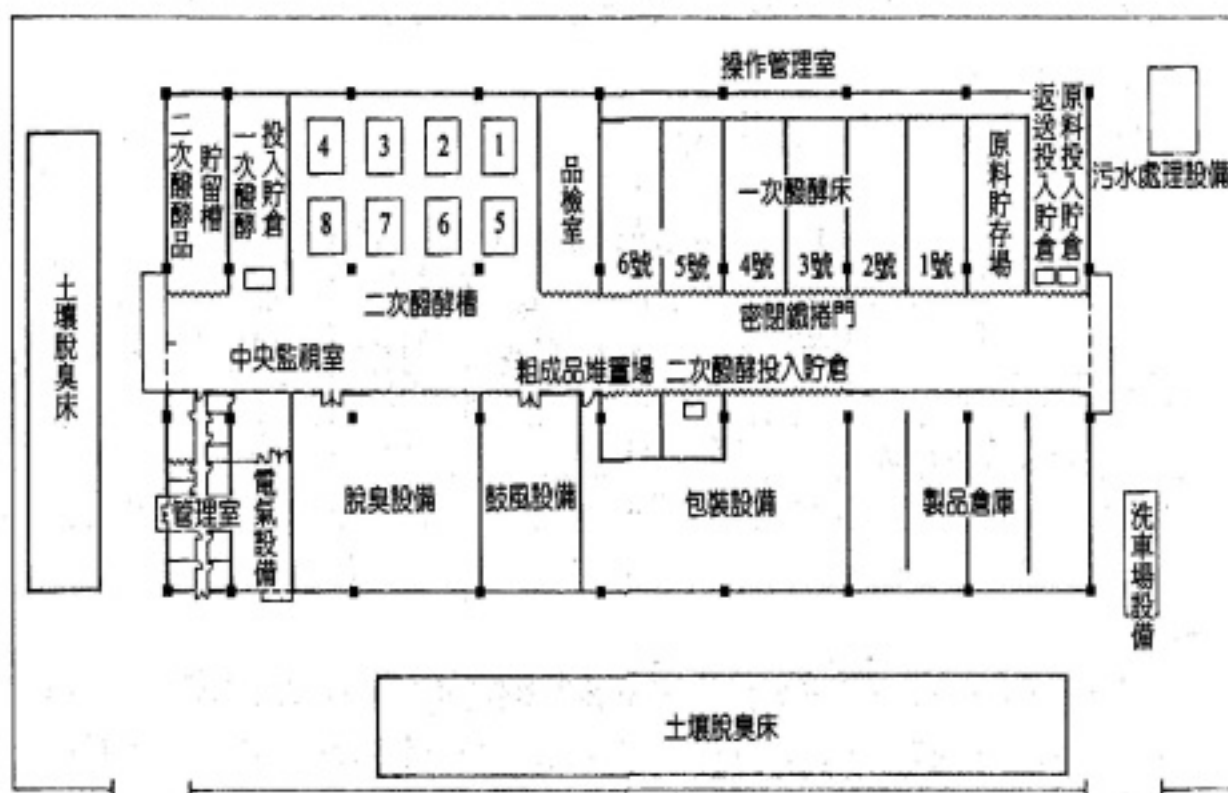 操作管理室
二次醱酵品
貯留槽
一次醱酵
投入貯倉
4
3
2
1
8
7
6
5
品檢室
一次醱酵床
6號
5號
4號
3號
2號
1號
原料貯存場
返送投入貯倉
原料投入貯倉
污水處理設備
土壤脫臭床
二次醱酵槽
密閉鐵捲門
中央監視室
粗成品堆置場
二次醱酵投入貯倉
管理室
電氣設備
脫臭設備
鼓風設備
包裝設備
製品倉庫
洗車場設備
土壤脫臭床